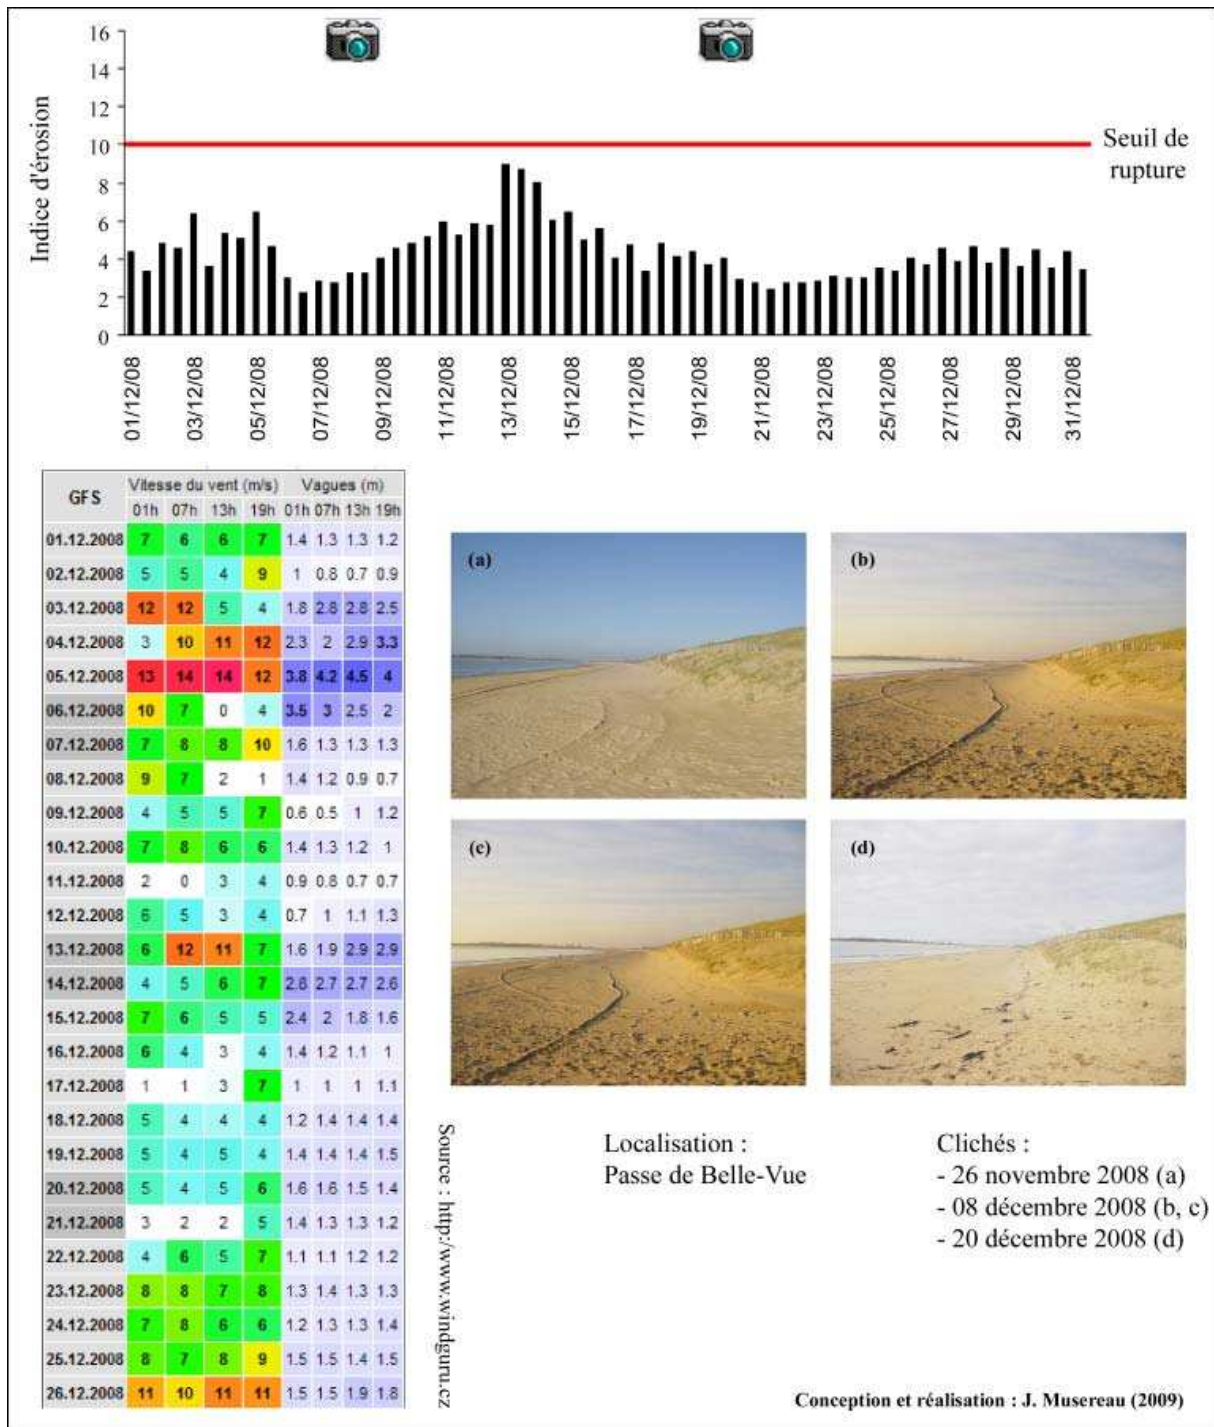 16
14
12
10
8
6
4
2
0
Indice d'érosion
Seuil de
rupture
01/12/08
03/12/08
05/12/08
07/12/08
09/12/08
11/12/08
13/12/08
15/12/08
17/12/08
19/12/08
21/12/08
23/12/08
25/12/08
27/12/08
29/12/08
31/12/08
GFS Vitesse du vent (m/s) Vagues (m)
01h 07h 13h 19h 01h 07h 13h 19h
01.12.2008 7 6 6 7 1.4 1.3 1.3 1.2
02.12.2008 5 5 4 9 1 0.8 0.7 0.9
03.12.2008 12 12 5 4 1.8 2.8 2.8 2.5
04.12.2008 3 10 11 12 2.3 2 2.9 3.3
05.12.2008 13 14 14 12 3.8 4.2 4.5 4
06.12.2008 10 7 0 4 3.5 3 2.5 2
07.12.2008 7 8 8 10 1.6 1.3 1.3 1.3
08.12.2008 9 7 2 1 1.4 1.2 0.9 0.7
09.12.2008 4 5 5 7 0.6 0.5 1 1.2
10.12.2008 7 8 6 6 1.4 1.3 1.2 1
11.12.2008 2 0 3 4 0.9 0.8 0.7 0.7
12.12.2008 6 5 3 4 0.7 1 1.1 1.3
13.12.2008 6 12 11 7 1.6 1.9 2.9 2.9
14.12.2008 4 5 6 7 2.8 2.7 2.7 2.6
15.12.2008 7 6 5 5 2.4 2 1.8 1.6
16.12.2008 6 4 3 4 1.4 1.2 1.1 1
17.12.2008 1 1 3 7 1 1 1 1.1
18.12.2008 5 4 4 4 1.2 1.4 1.4 1.4
19.12.2008 5 4 5 4 1.4 1.4 1.4 1.5
20.12.2008 5 4 5 6 1.6 1.6 1.5 1.4
21.12.2008 3 2 2 5 1.4 1.3 1.3 1.2
22.12.2008 4 6 5 7 1.1 1.1 1.2 1.2
23.12.2008 8 8 7 8 1.3 1.4 1.3 1.3
24.12.2008 7 8 6 6 1.2 1.3 1.3 1.4
25.12.2008 8 7 8 9 1.5 1.5 1.4 1.5
26.12.2008 11 10 11 11 1.5 1.5 1.9 1.8
Source : http:/www.windguru.cz
(a)
(b)
(c)
(d)
Localisation :
Passe de Belle-Vue
Clichés :
- 26 novembre 2008 (a)
- 08 décembre 2008 (b, c)
- 20 décembre 2008 (d)
Conception et réalisation : J. Musereau (2009)